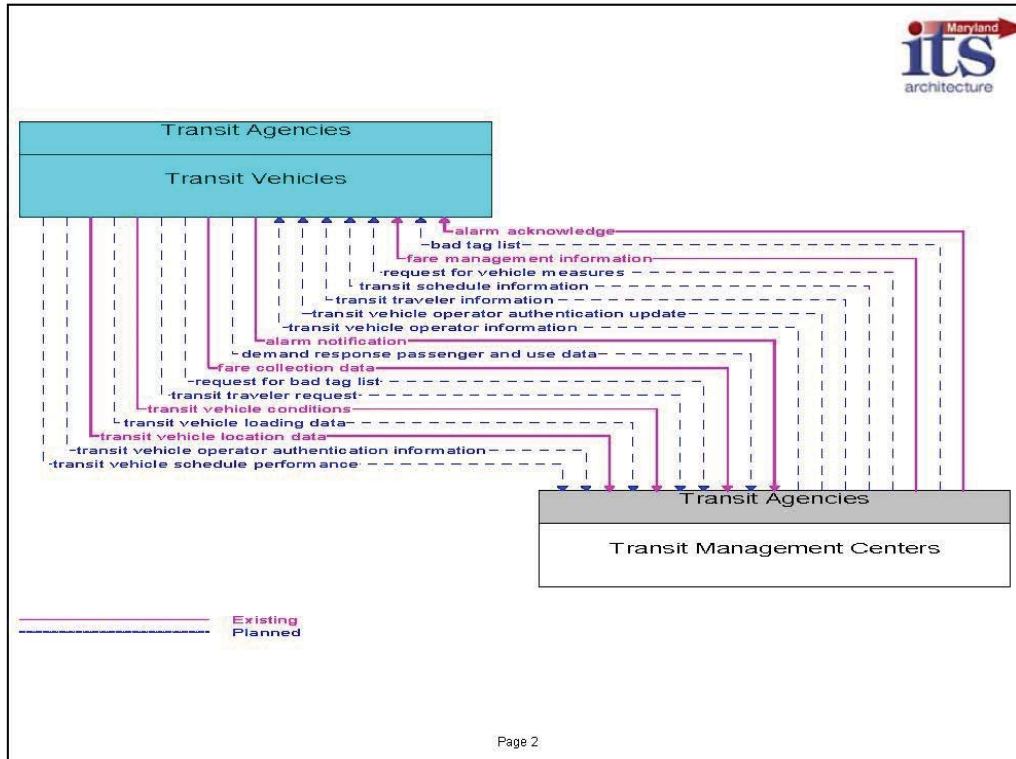 Maryland
its
architecture
Transit Agencies
Transit Vehicles
alarm acknowledge
bad tag list
fare management information
request for vehicle measures
transit schedule information
transit traveler information
transit vehicle operator authentication update
transit vehicle operator information
alarm notification
demand response passenger and use data
fare collection data
request for bad tag list
transit traveler request
transit vehicle conditions
transit vehicle loading data
transit vehicle location data
transit vehicle operator authentication information
transit vehicle schedule performance
Transit Agencies
Transit Management Centers
Existing
Planned
Page 2